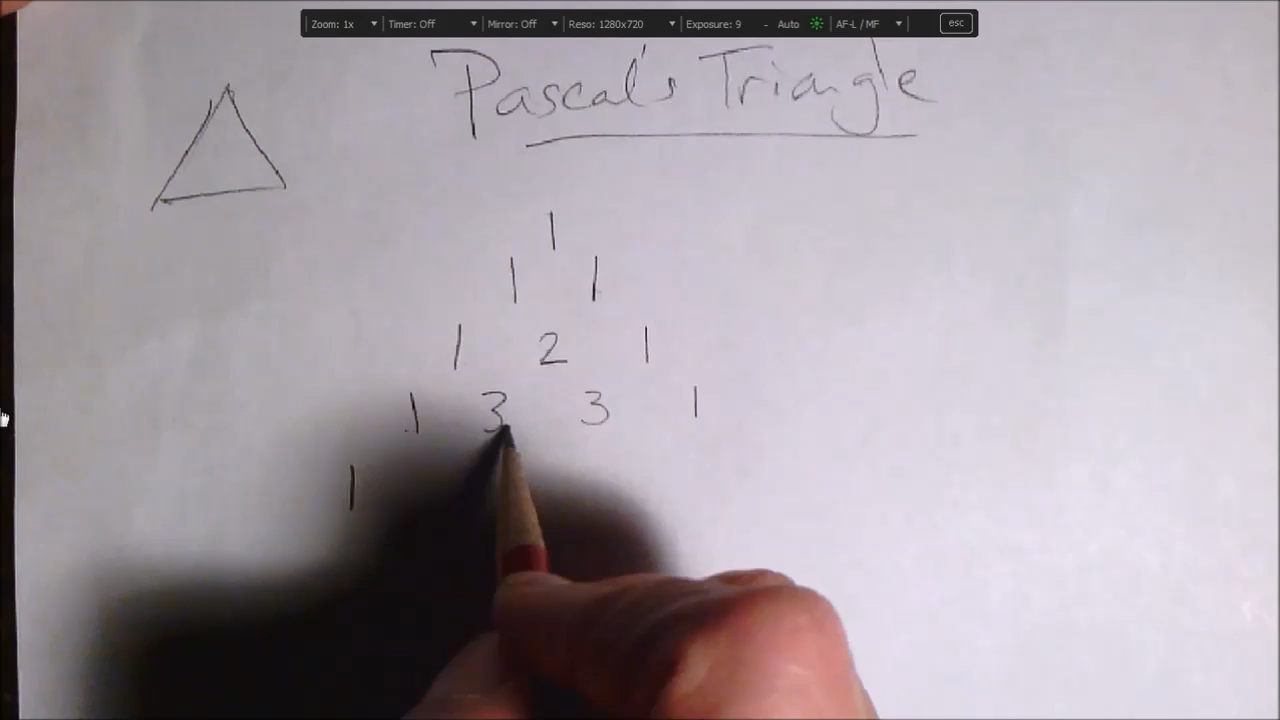 Zoom: 1x Timer: Off Mirror: Off Reso: 1280x720 Exposure: 9 - Auto AF-L / MF esc
Pascal's Triangle
1
1 1
1 2 1
1 3 3 1
1